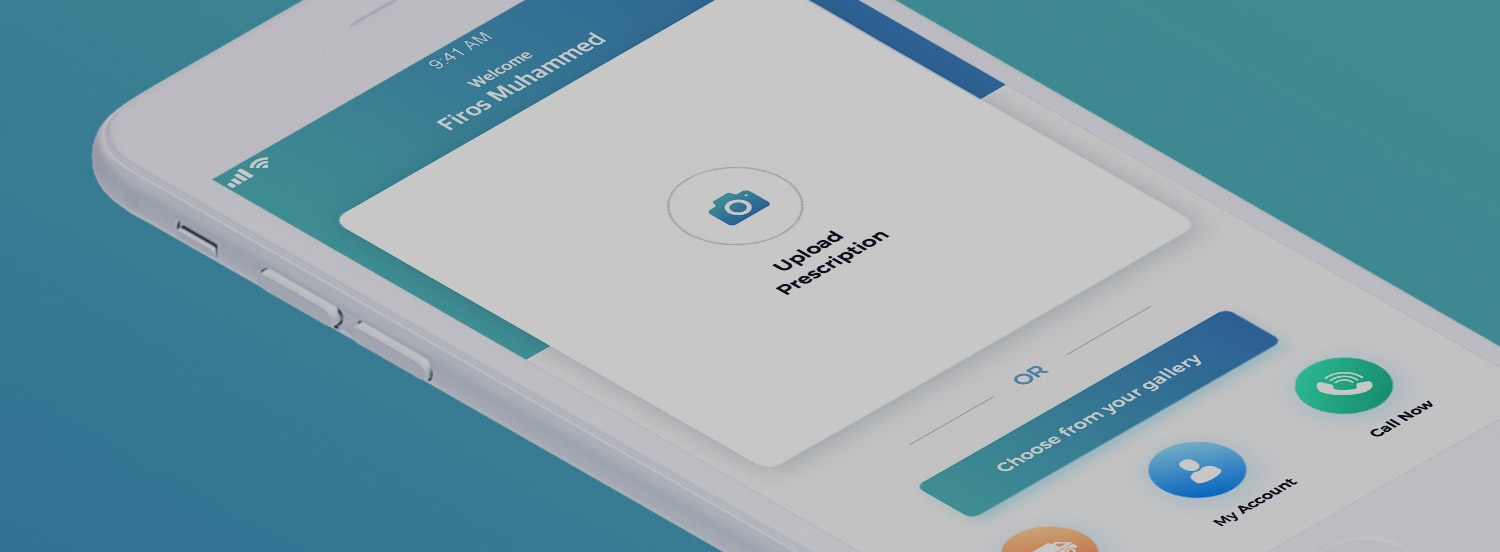 9:41 AM
Welcome
Firos Muhammed
Upload
Prescription
OR
Choose from your gallery
Call Now
My Account